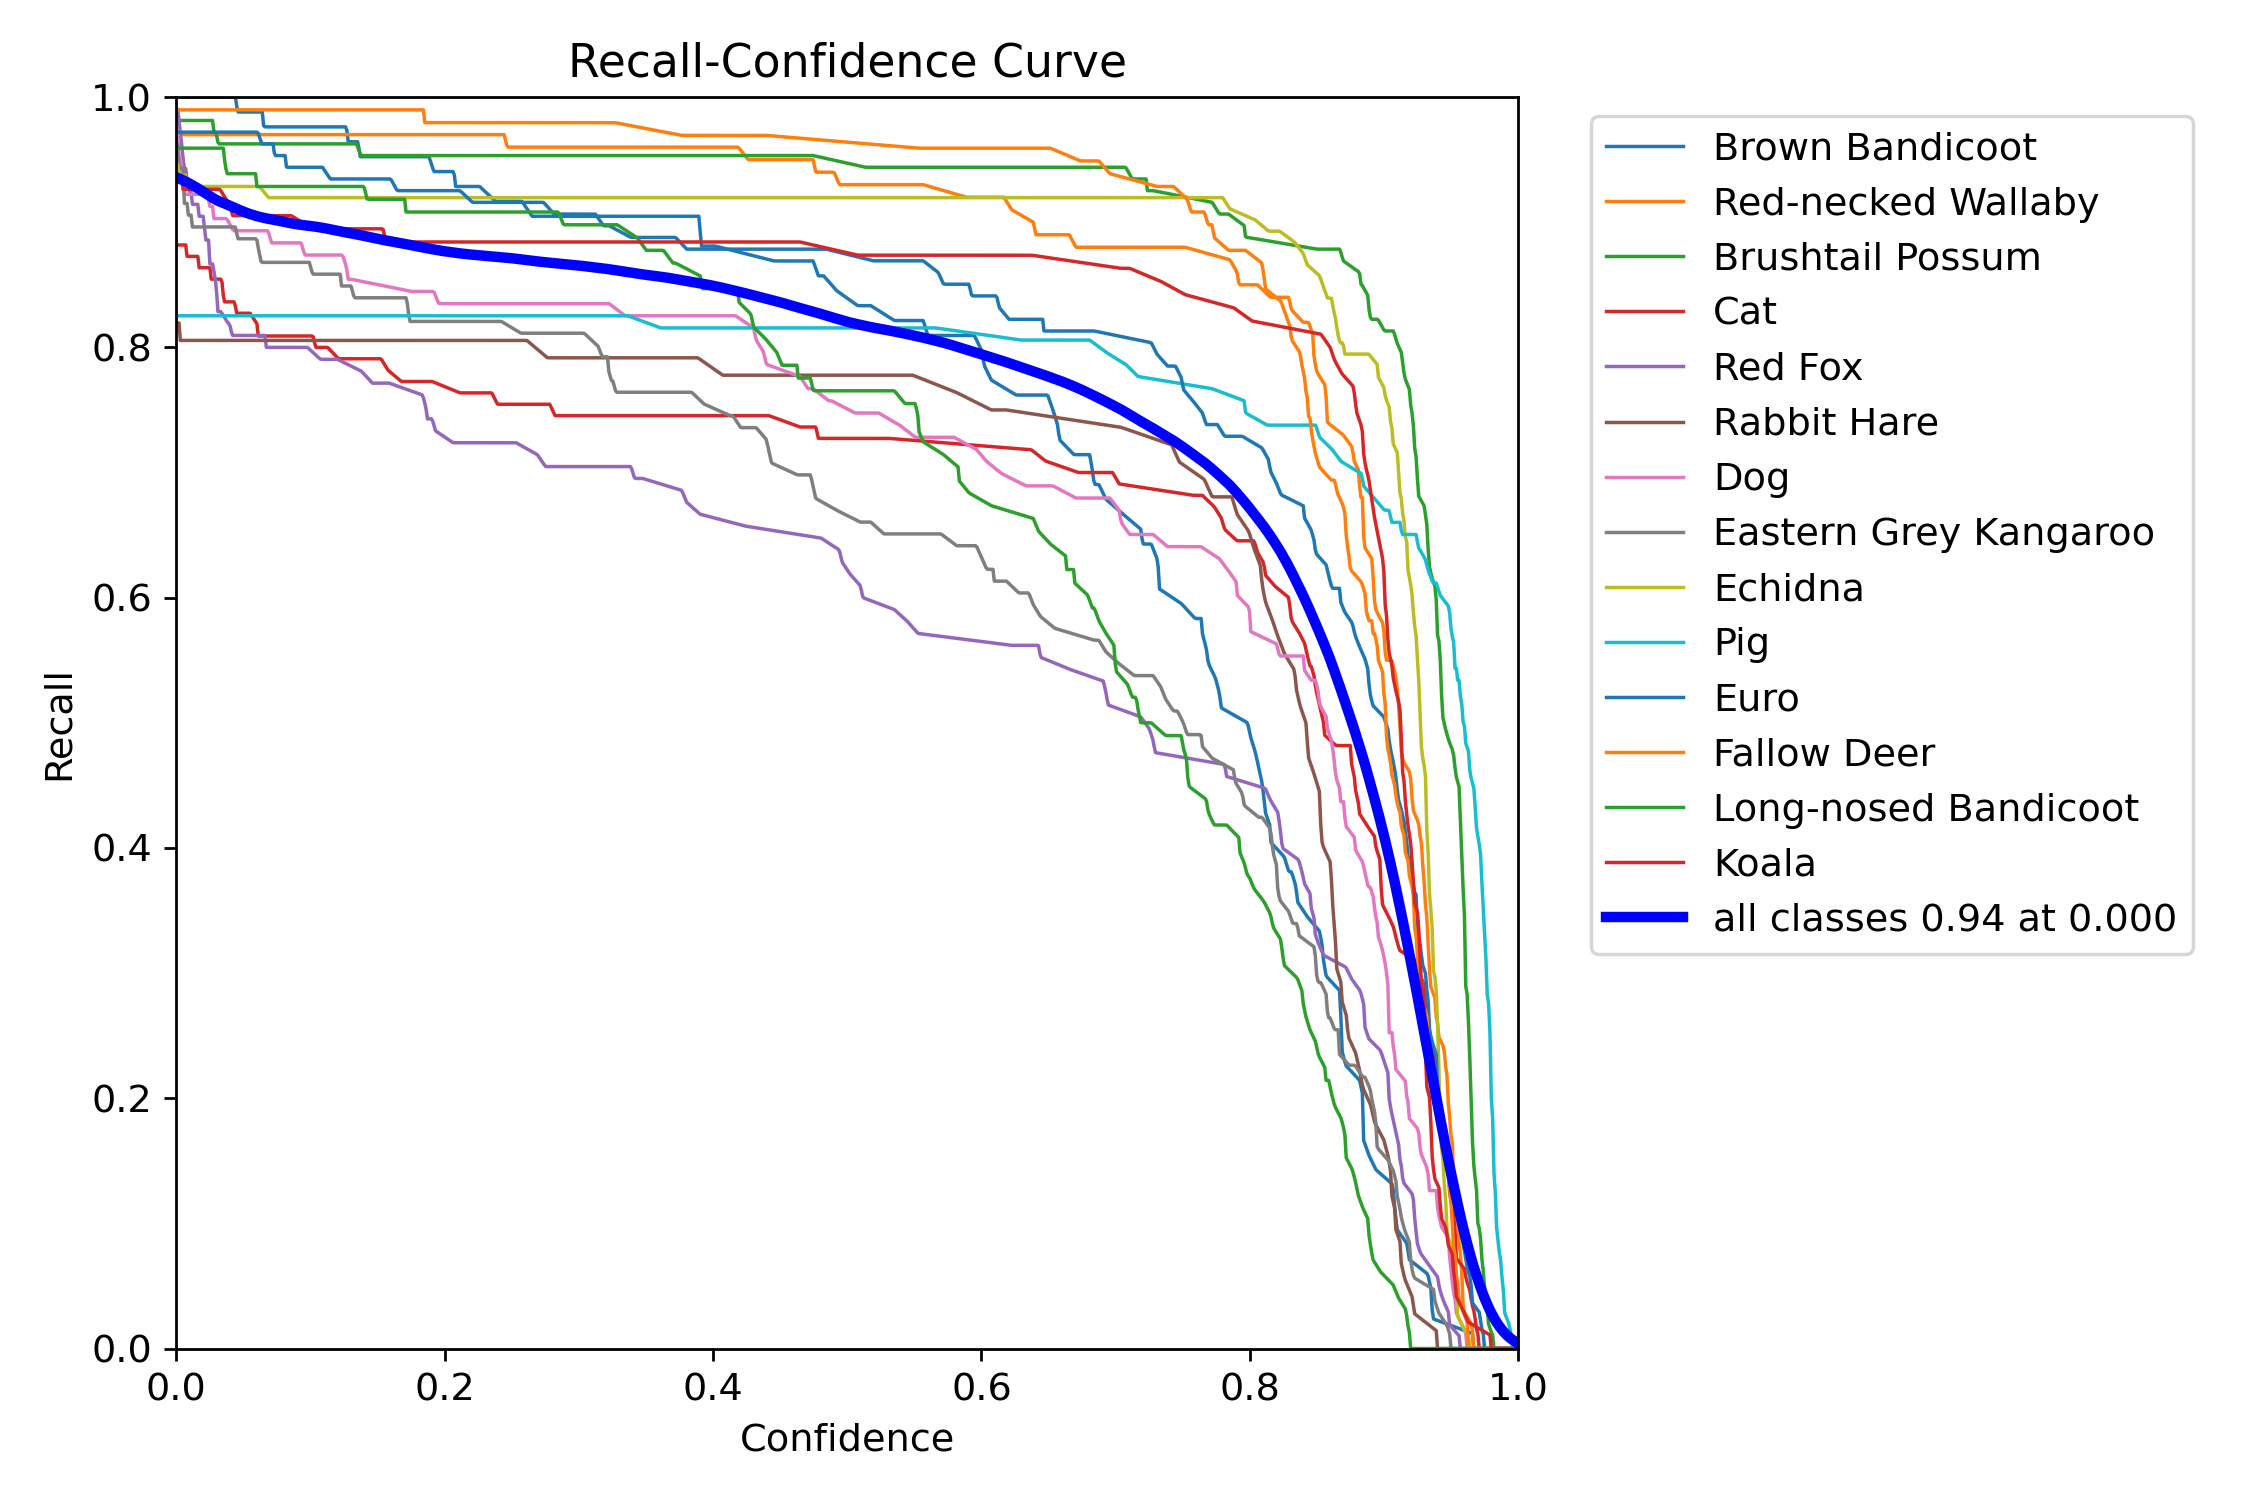 Recall-Confidence Curve
1.0
0.8
0.6
0.4
0.2
0.0
Recall
0.0 0.2 0.4 0.6 0.8 1.0
Confidence
Brown Bandicoot
Red-necked Wallaby
Brushtail Possum
Cat
Red Fox
Rabbit Hare
Dog
Eastern Grey Kangaroo
Echidna
Pig
Euro
Fallow Deer
Long-nosed Bandicoot
Koala
all classes 0.94 at 0.000